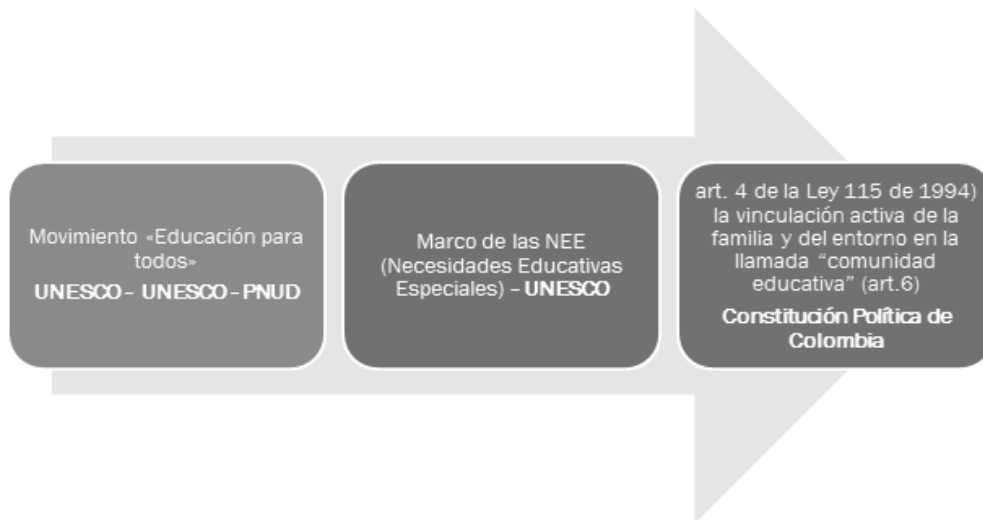 Movimiento «Educación para
todos»
UNESCO – UNESCO – PNUD
Marco de las NEE
(Necesidades Educativas
Especiales) – UNESCO
art. 4 de la Ley 115 de 1994)
la vinculación activa de la
familia y del entorno en la
llamada “comunidad
educativa” (art.6)
Constitución Política de
Colombia